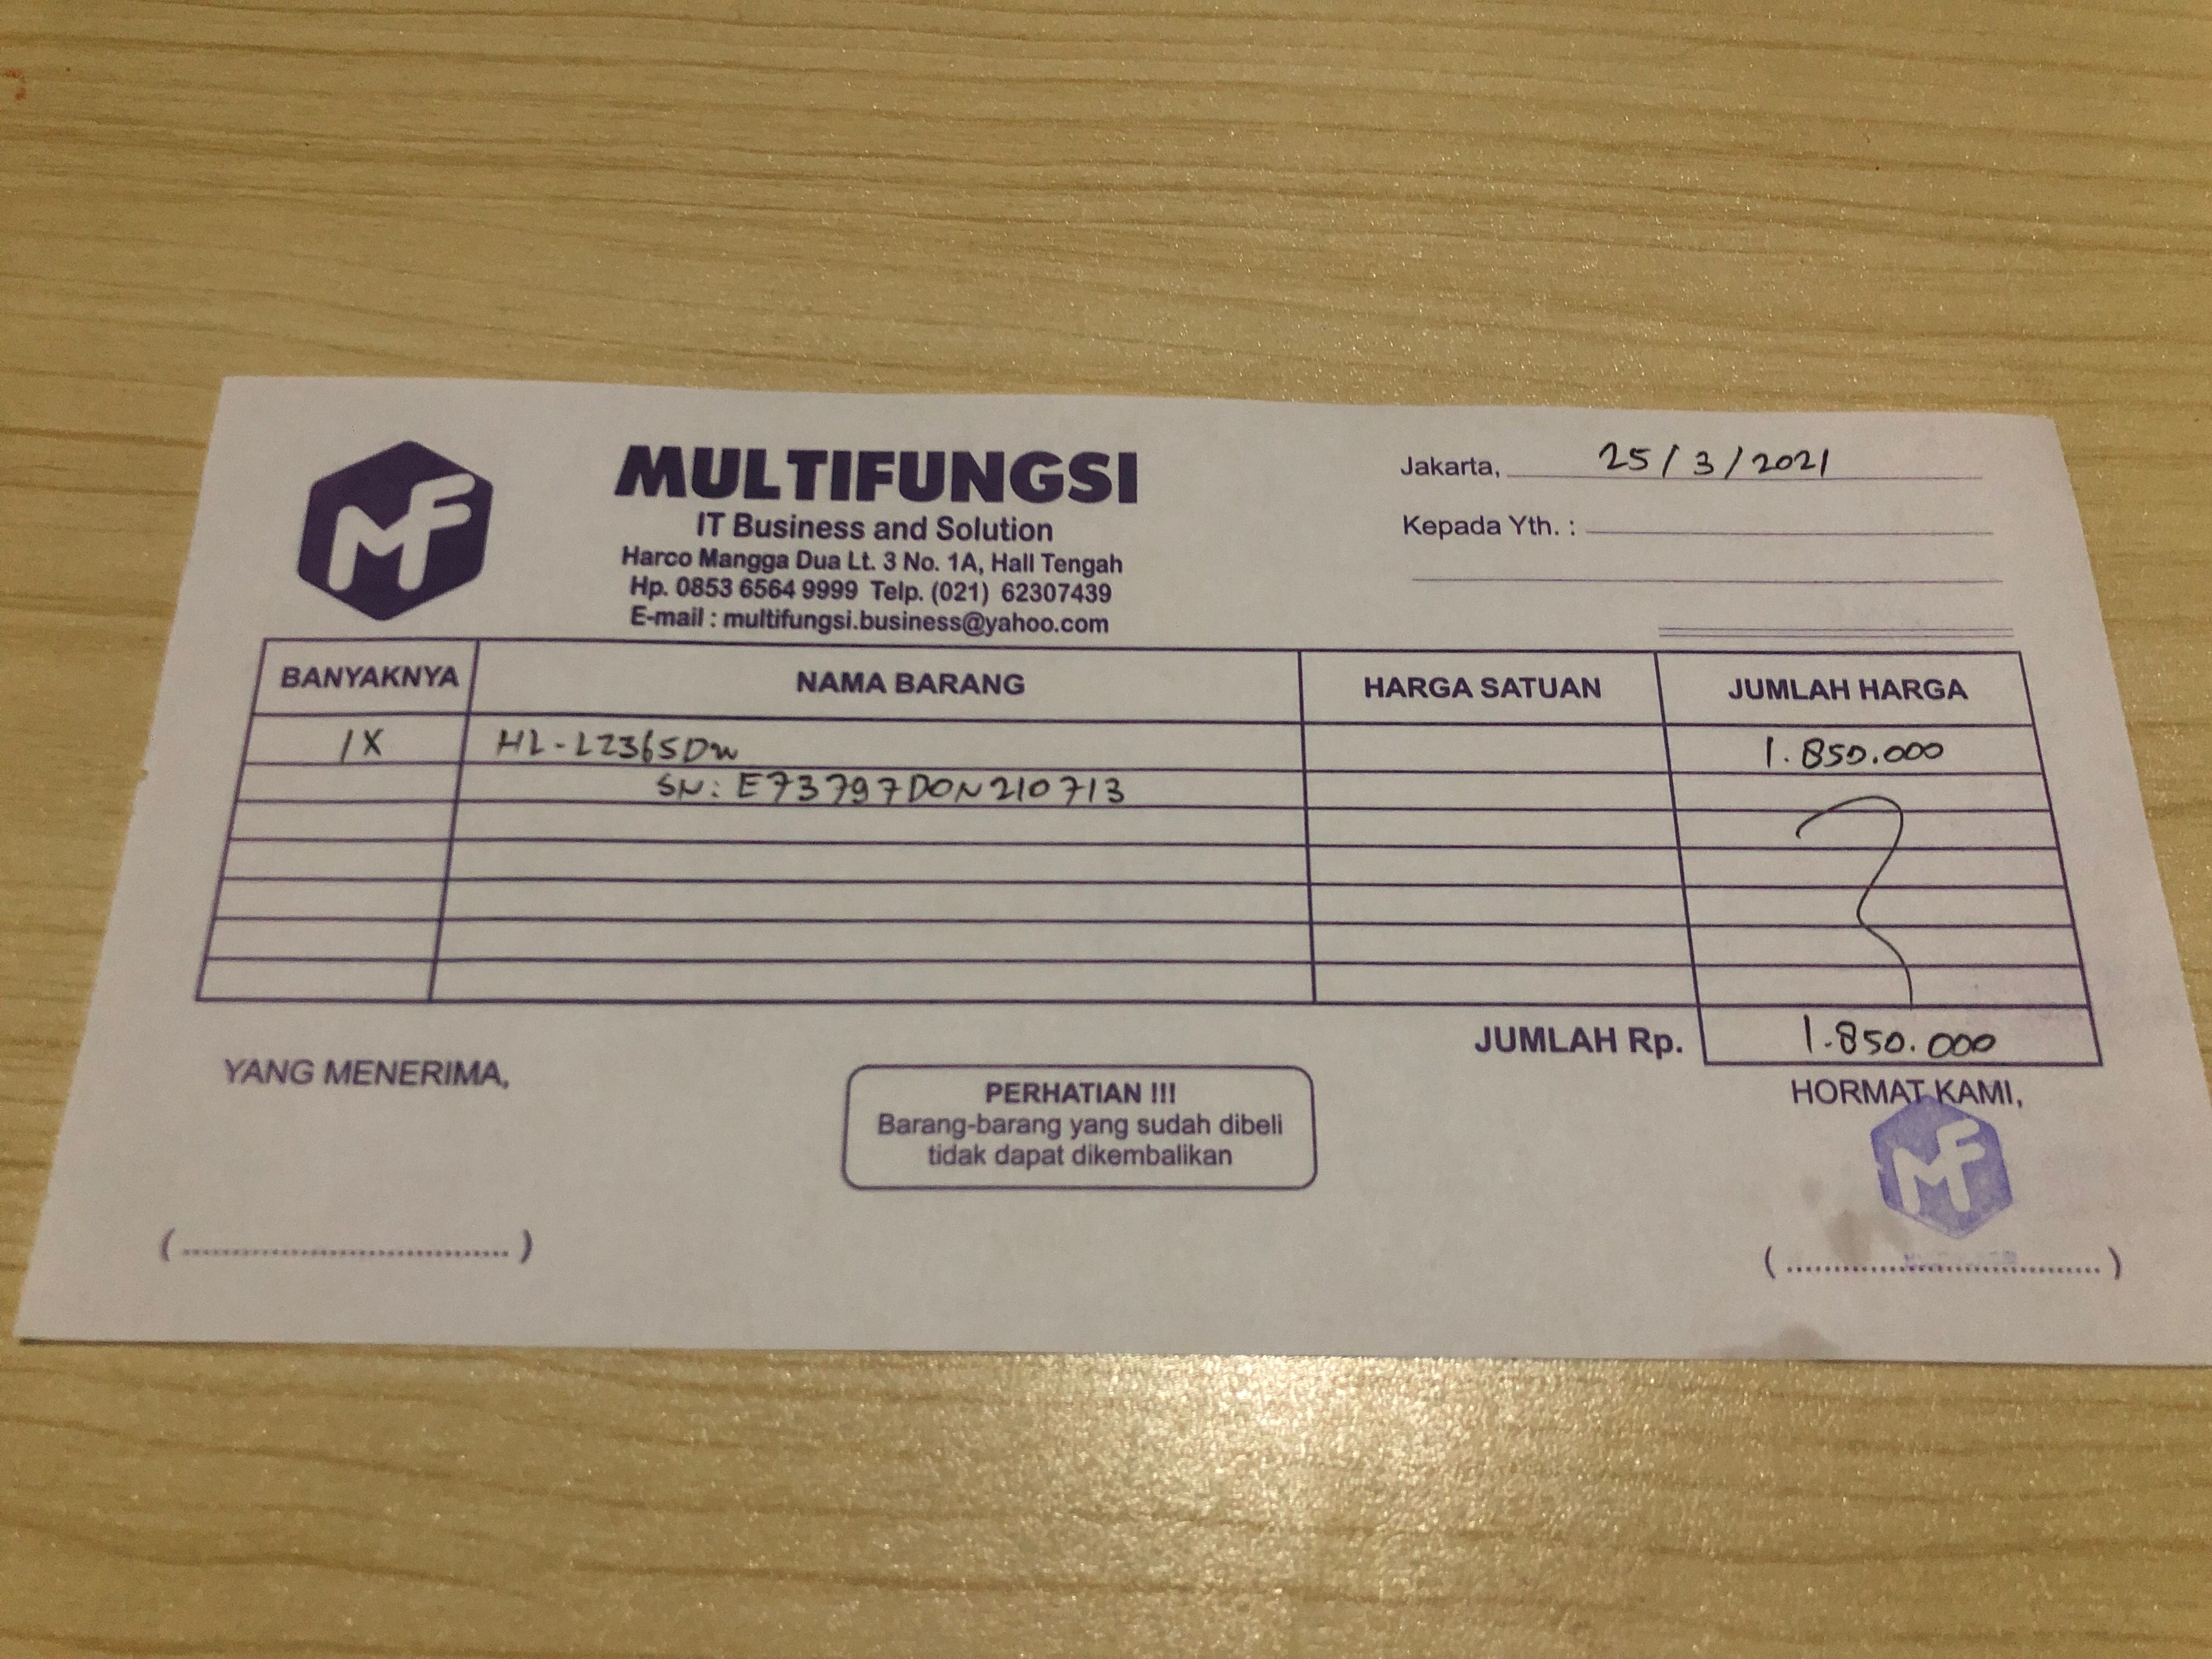 MF
MULTIFUNGSI
IT Business and Solution
Harco Mangga Dua Lt. 3 No. 1A, Hall Tengah
Hp. 0853 6564 9999 Telp. (021) 62307439
E-mail : multifungsi.business@yahoo.com
Jakarta, 25/3/2021
Kepada Yth. :
BANYAKNYA NAMA BARANG HARGA SATUAN JUMLAH HARGA
1X HL-L2365DW 1.850.000
SN: E73797D0N210713
JUMLAH Rp. 1.850.000
YANG MENERIMA,
PERHATIAN !!!
Barang-barang yang sudah dibeli
tidak dapat dikembalikan
HORMAT KAMI,
MF
(....................................)
(....................................)